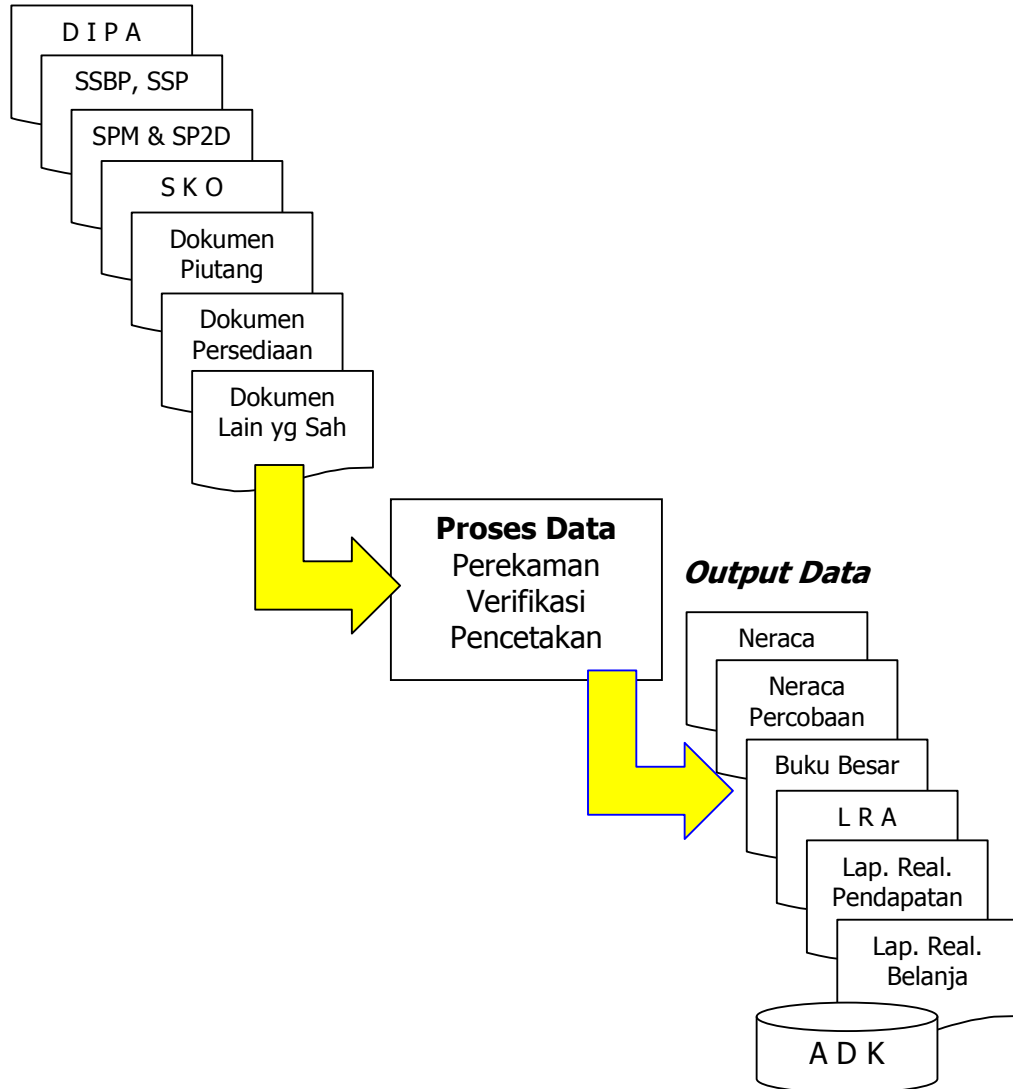 D I P A
SSBP, SSP
SPM & SP2D
S K O
Dokumen
Piutang
Dokumen
Persediaan
Dokumen
Lain yg Sah
Proses Data
Perekaman
Verifikasi
Pencetakan
Output Data
Neraca
Neraca
Percobaan
Buku Besar
L R A
Lap. Real.
Pendapatan
Lap. Real.
Belanja
A D K